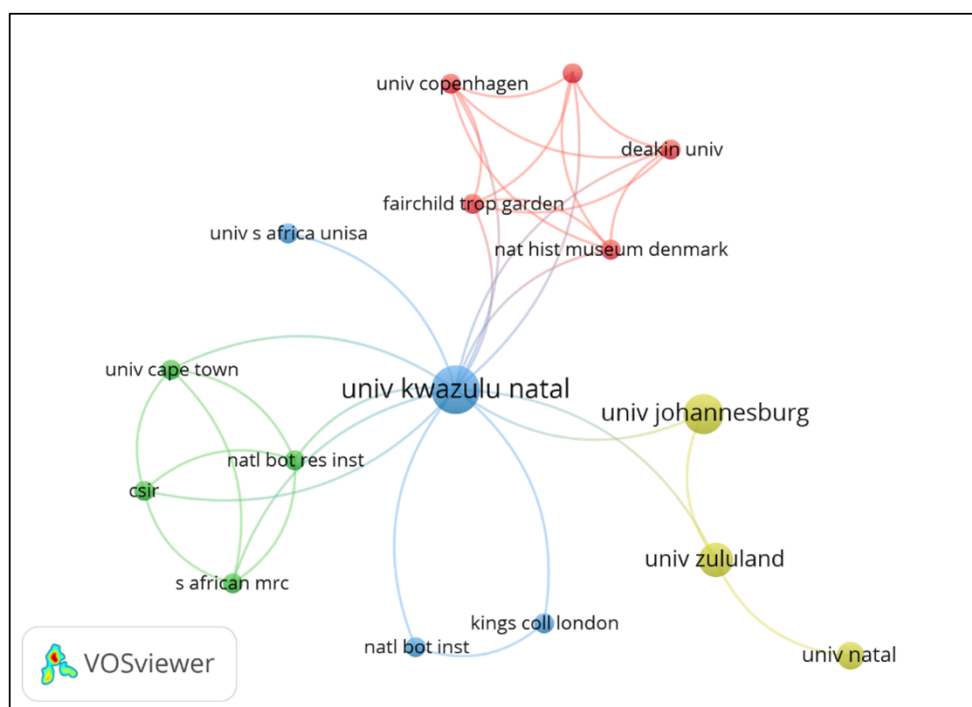 univ copenhagen
deakin univ
fairchild trop garden
univ s africa unisa
nat hist museum denmark
univ cape town
univ kwazulu natal
univ johannesburg
natl bot res inst
csir
univ zululand
s african mrc
kings coll london
natl bot inst
univ natal
VOSviewer